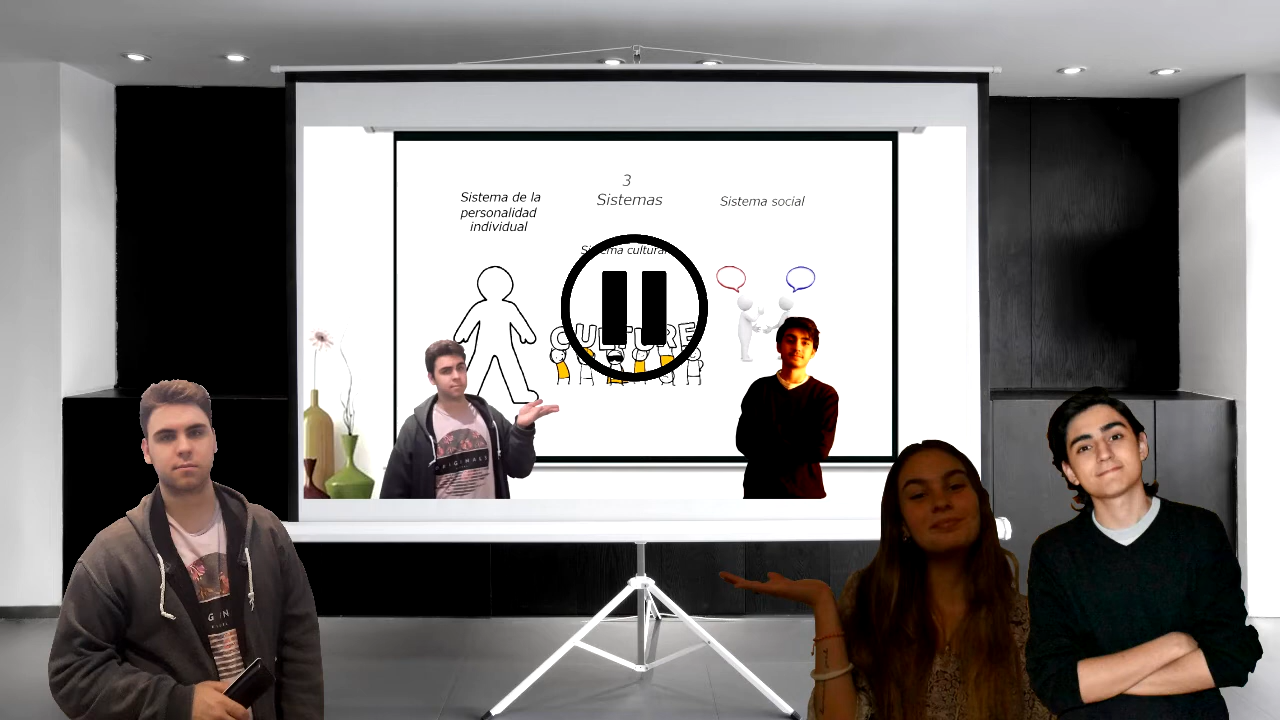 3
Sistemas
Sistema de la
personalidad
individual
Sistema social
Sistema cultural
CULTURE
ORIGINALS